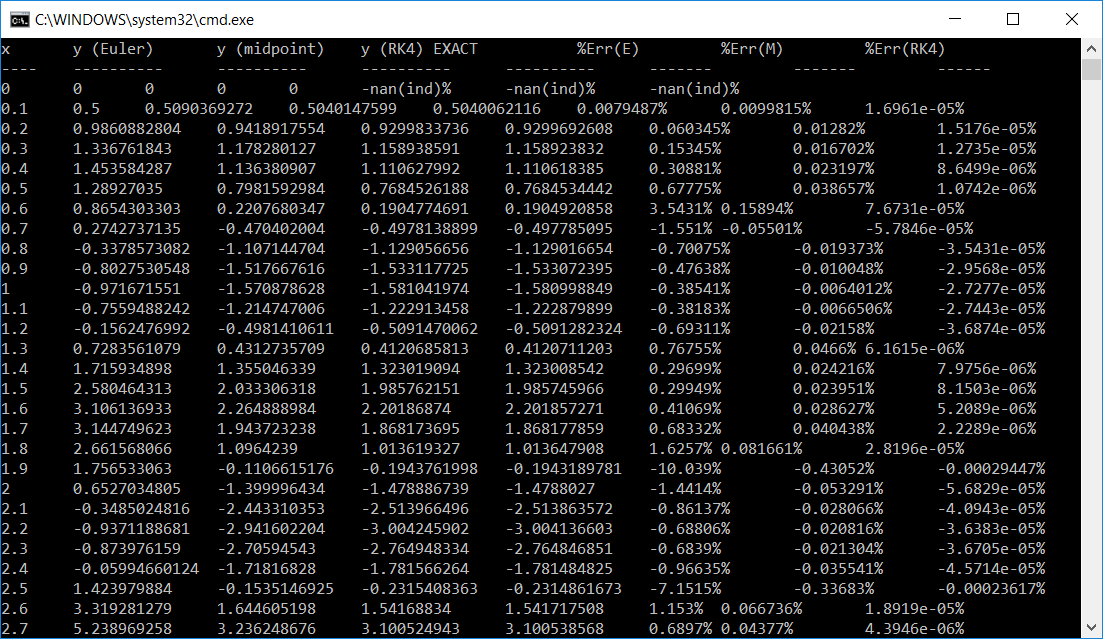 C:\WINDOWS\system32\cmd.exe
x y (Euler) y (midpoint) y (RK4) EXACT %Err(E) %Err(M) %Err(RK4)
---- --------- ---------- ---------- ---------- ------- ------- ------
0 0 0 0 0 -nan(ind)% -nan(ind)% -nan(ind)%
0.1 0.5 0.5090369272 0.5040147599 0.5040062116 0.0079487% 0.0099815% 1.6961e-05%
0.2 0.9860882804 0.9418917554 0.9299833736 0.9299692608 0.060345% 0.01282% 1.5176e-05%
0.3 1.336761843 1.178280127 1.158938591 1.158923832 0.15345% 0.016702% 1.2735e-05%
0.4 1.453584287 1.136380907 1.110627992 1.110618385 0.30881% 0.023197% 8.6499e-06%
0.5 1.28927035 0.7981592984 0.7684526188 0.7684534442 0.67775% 0.038657% 1.0742e-06%
0.6 0.8654303303 0.2207680347 0.1904774691 0.1904920858 3.5431% 0.15894% 7.6731e-05%
0.7 0.2742737135 -0.470402004 -0.4978138899 -0.497785095 -1.551% -0.05501% -5.7846e-05%
0.8 -0.3378573082 -1.107144704 -1.129056656 -1.129016654 -0.70075% -0.019373% -3.5431e-05%
0.9 -0.8027530548 -1.517667616 -1.533117725 -1.533072395 -0.47638% -0.010048% -2.9568e-05%
1 -0.971671551 -1.570878628 -1.581041974 -1.580998849 -0.38541% -0.0064012% -2.7277e-05%
1.1 -0.7559488242 -1.214747006 -1.222913458 -1.222879899 -0.38183% -0.0066506% -2.7443e-05%
1.2 -0.1562476992 -0.4981410611 -0.5091470062 -0.5091282324 -0.69311% -0.02158% -3.6874e-05%
1.3 0.7283561079 0.4312735709 0.4120685813 0.4120711203 0.76755% 0.0466% 6.1615e-06%
1.4 1.715934898 1.355046339 1.323019094 1.323008542 0.29699% 0.024216% 7.9756e-06%
1.5 2.580464313 2.033306318 1.985762151 1.985745966 0.29949% 0.023951% 8.1503e-06%
1.6 3.106136933 2.264888984 2.20186874 2.201857271 0.41069% 0.028627% 5.2089e-06%
1.7 3.144749623 1.943723238 1.868173695 1.868177859 0.68332% 0.040438% 2.2289e-06%
1.8 2.661568066 1.0964239 1.013619327 1.013647908 1.6257% 0.081661% 2.8196e-05%
1.9 1.756533063 -0.1106615176 -0.1943761998 -0.1943189781 -10.039% -0.43052% -0.00029447%
2 0.6527034805 -1.399996434 -1.478886739 -1.4788027 -1.4414% -0.053291% -5.6829e-05%
2.1 -0.3485024816 -2.443310353 -2.513966496 -2.513863572 -0.86137% -0.028066% -4.0943e-05%
2.2 -0.9371188681 -2.941602204 -3.004245902 -3.004136603 -0.68806% -0.020816% -3.6383e-05%
2.3 -0.873976159 -2.70594543 -2.764948334 -2.764846851 -0.6839% -0.021304% -3.6705e-05%
2.4 -0.05994660124 -1.71816828 -1.781566264 -1.781484825 -0.96635% -0.035541% -4.5714e-05%
2.5 1.423979884 -0.1535146925 -0.2315408363 -0.2314861673 -7.1515% -0.33683% -0.00023617%
2.6 3.319281279 1.644605198 1.54168834 1.541717508 1.153% 0.066736% 1.8919e-05%
2.7 5.238969258 3.236248676 3.100524943 3.100538568 0.6897% 0.04377% 4.3946e-06%